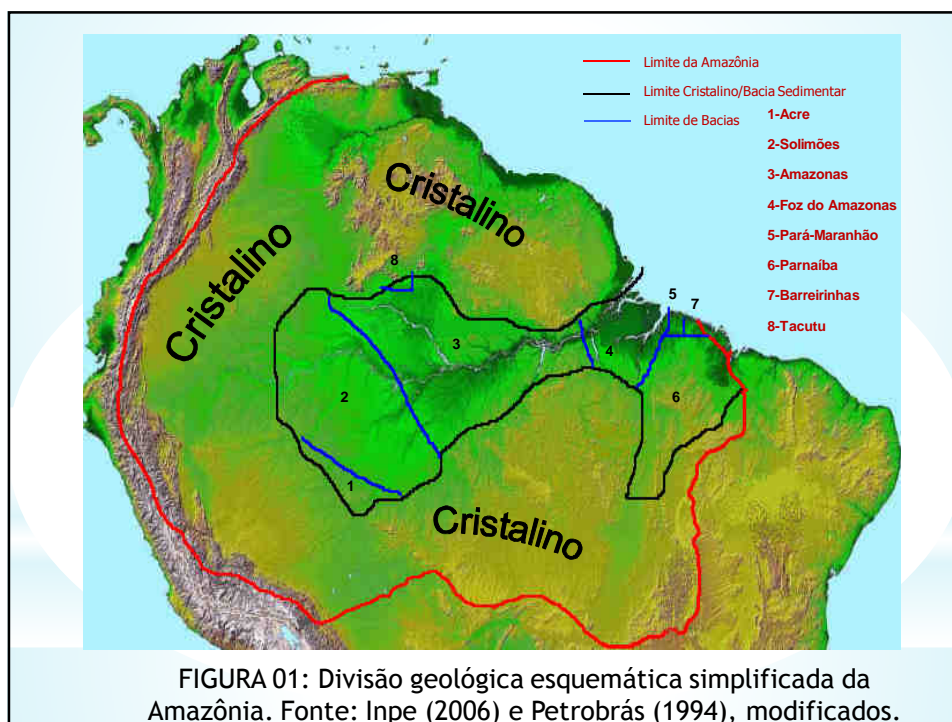 Limite da Amazônia
Limite Cristalino/Bacia Sedimentar
Limite de Bacias
1-Acre
2-Solimões
3-Amazonas
4-Foz do Amazonas
5-Pará-Maranhão
6-Parnaíba
7-Barreirinhas
8-Tacutu
Cristalino
Cristalino
8
5
7
3
4
2
6
1
Cristalino
FIGURA 01: Divisão geológica esquemática simplificada da
Amazônia. Fonte: Inpe (2006) e Petrobrás (1994), modificados.